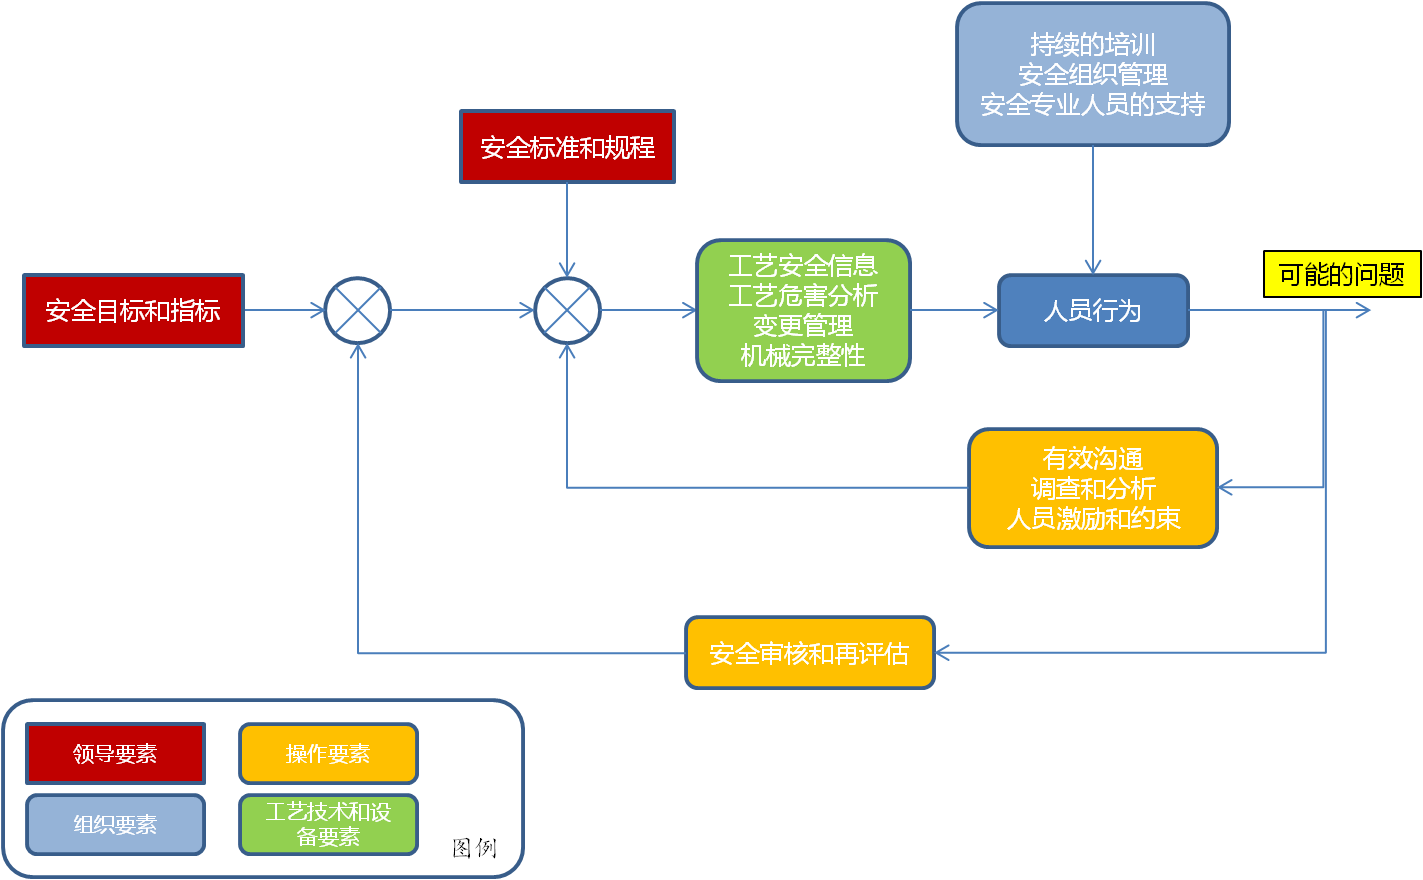 持续的培训
安全组织管理
安全专业人员的支持
安全标准和规程
安全目标和指标
工艺安全信息
工艺危害分析
变更管理
机械完整性
人员行为
可能的问题
有效沟通
调查和分析
人员激励和约束
安全审核和再评估
领导要素
操作要素
组织要素
工艺技术和设
备要素
图例